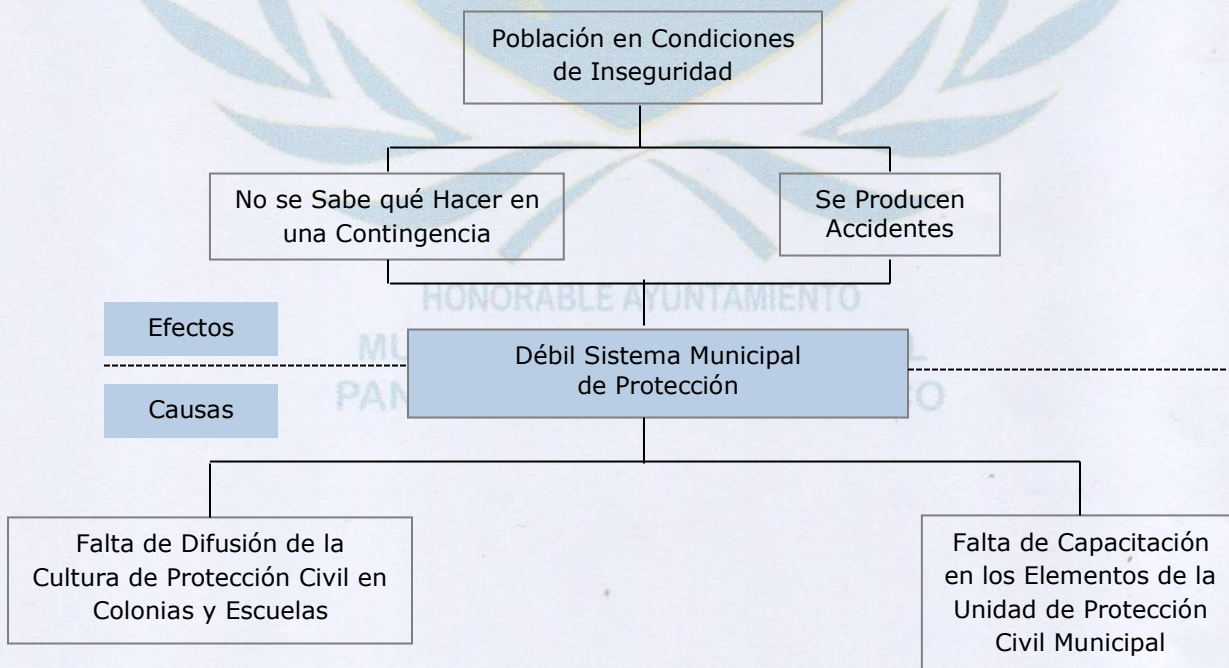 Población en Condiciones
de Inseguridad
No se Sabe qué Hacer en
una Contingencia
Se Producen
Accidentes
HONORABLE AYUNTAMIENTO
Efectos
Débil Sistema Municipal
de Protección
Causas
Falta de Difusión de la
Cultura de Protección Civil en
Colonias y Escuelas
Falta de Capacitación
en los Elementos de la
Unidad de Protección
Civil Municipal